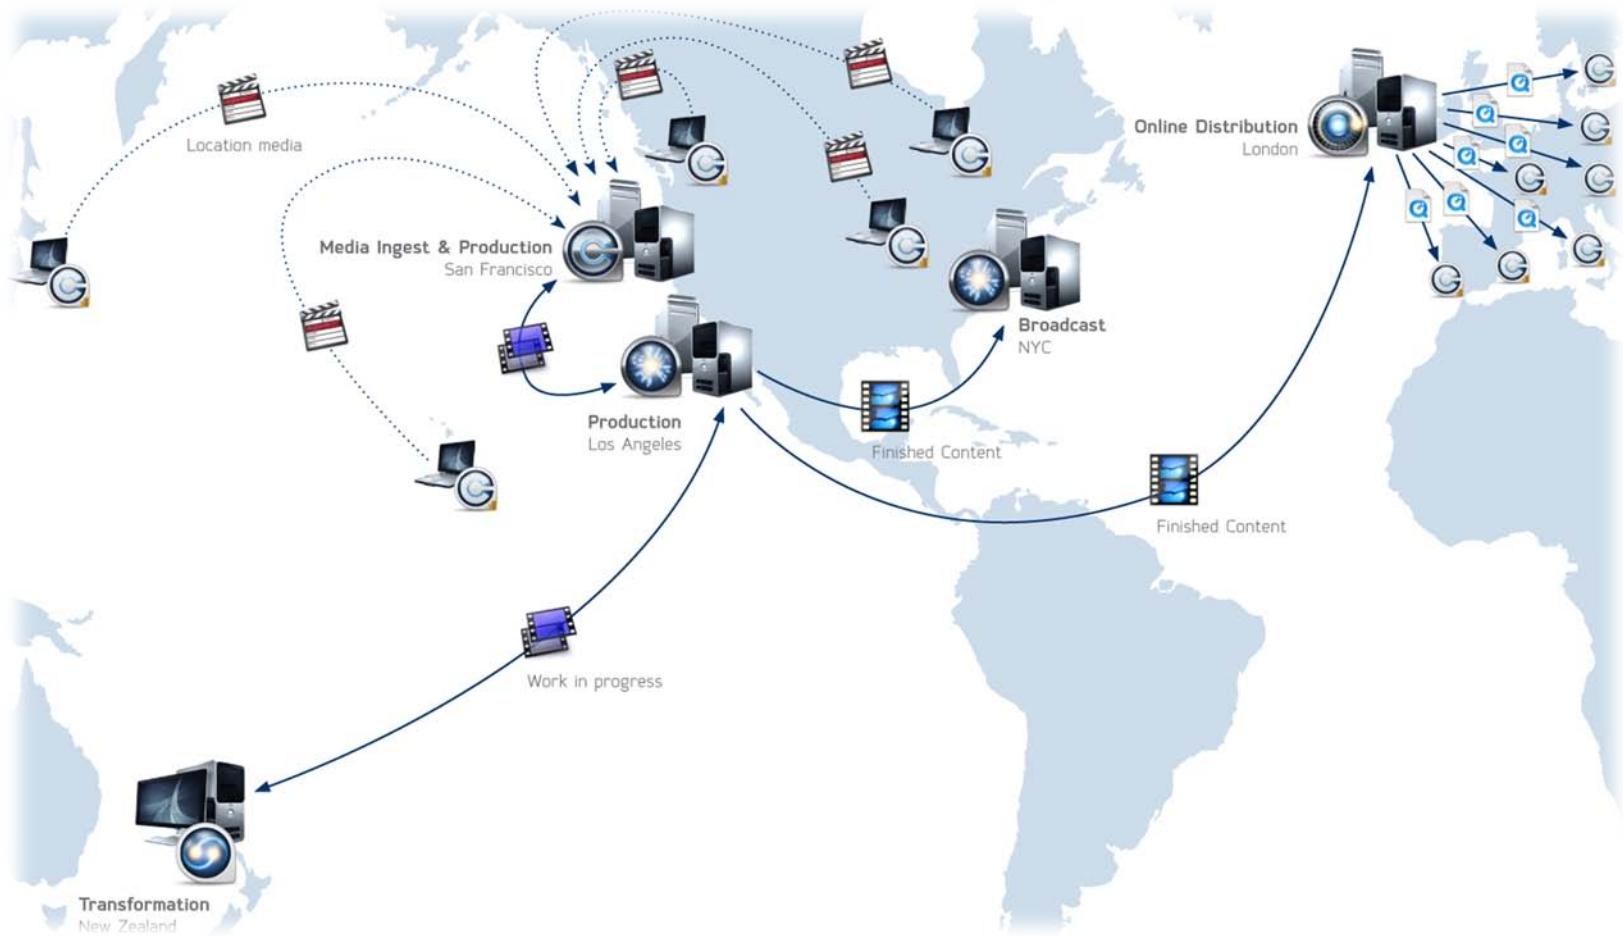 Location media
Online Distribution
London
Media Ingest & Production
San Francisco
Broadcast
NYC
Production
Los Angeles
Finished Content
Finished Content
Work in progress
Transformation
New Zealand